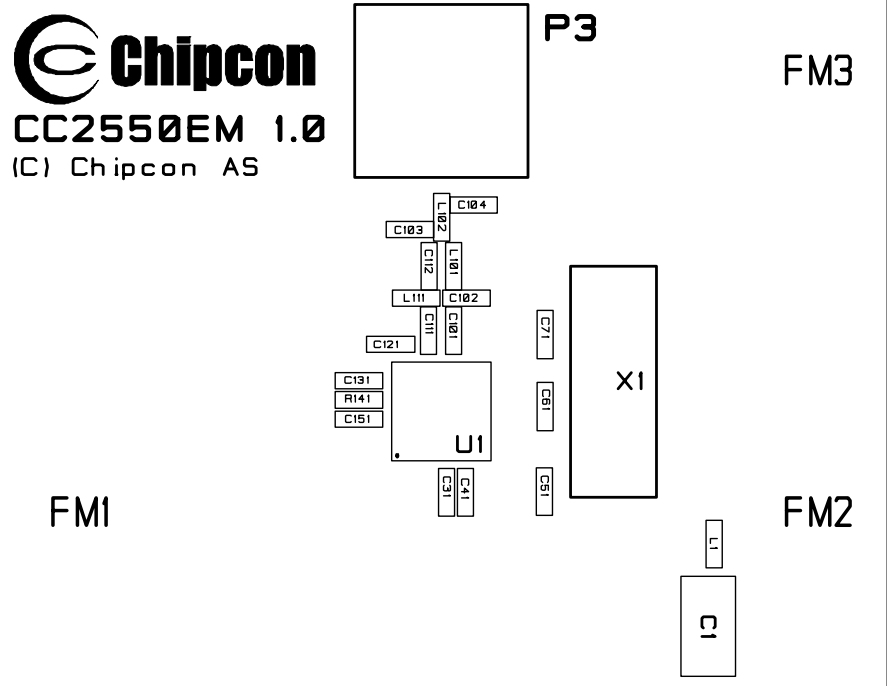 Chipcon
CC2550EM 1.0
(C) Chipcon AS
P3
FM3
L102
C104
C103
C112
L101
L111
C102
C111
C101
C121
C71
X1
C131
R141
C151
C61
U1
C31
C41
C51
FM1
FM2
L1
C1